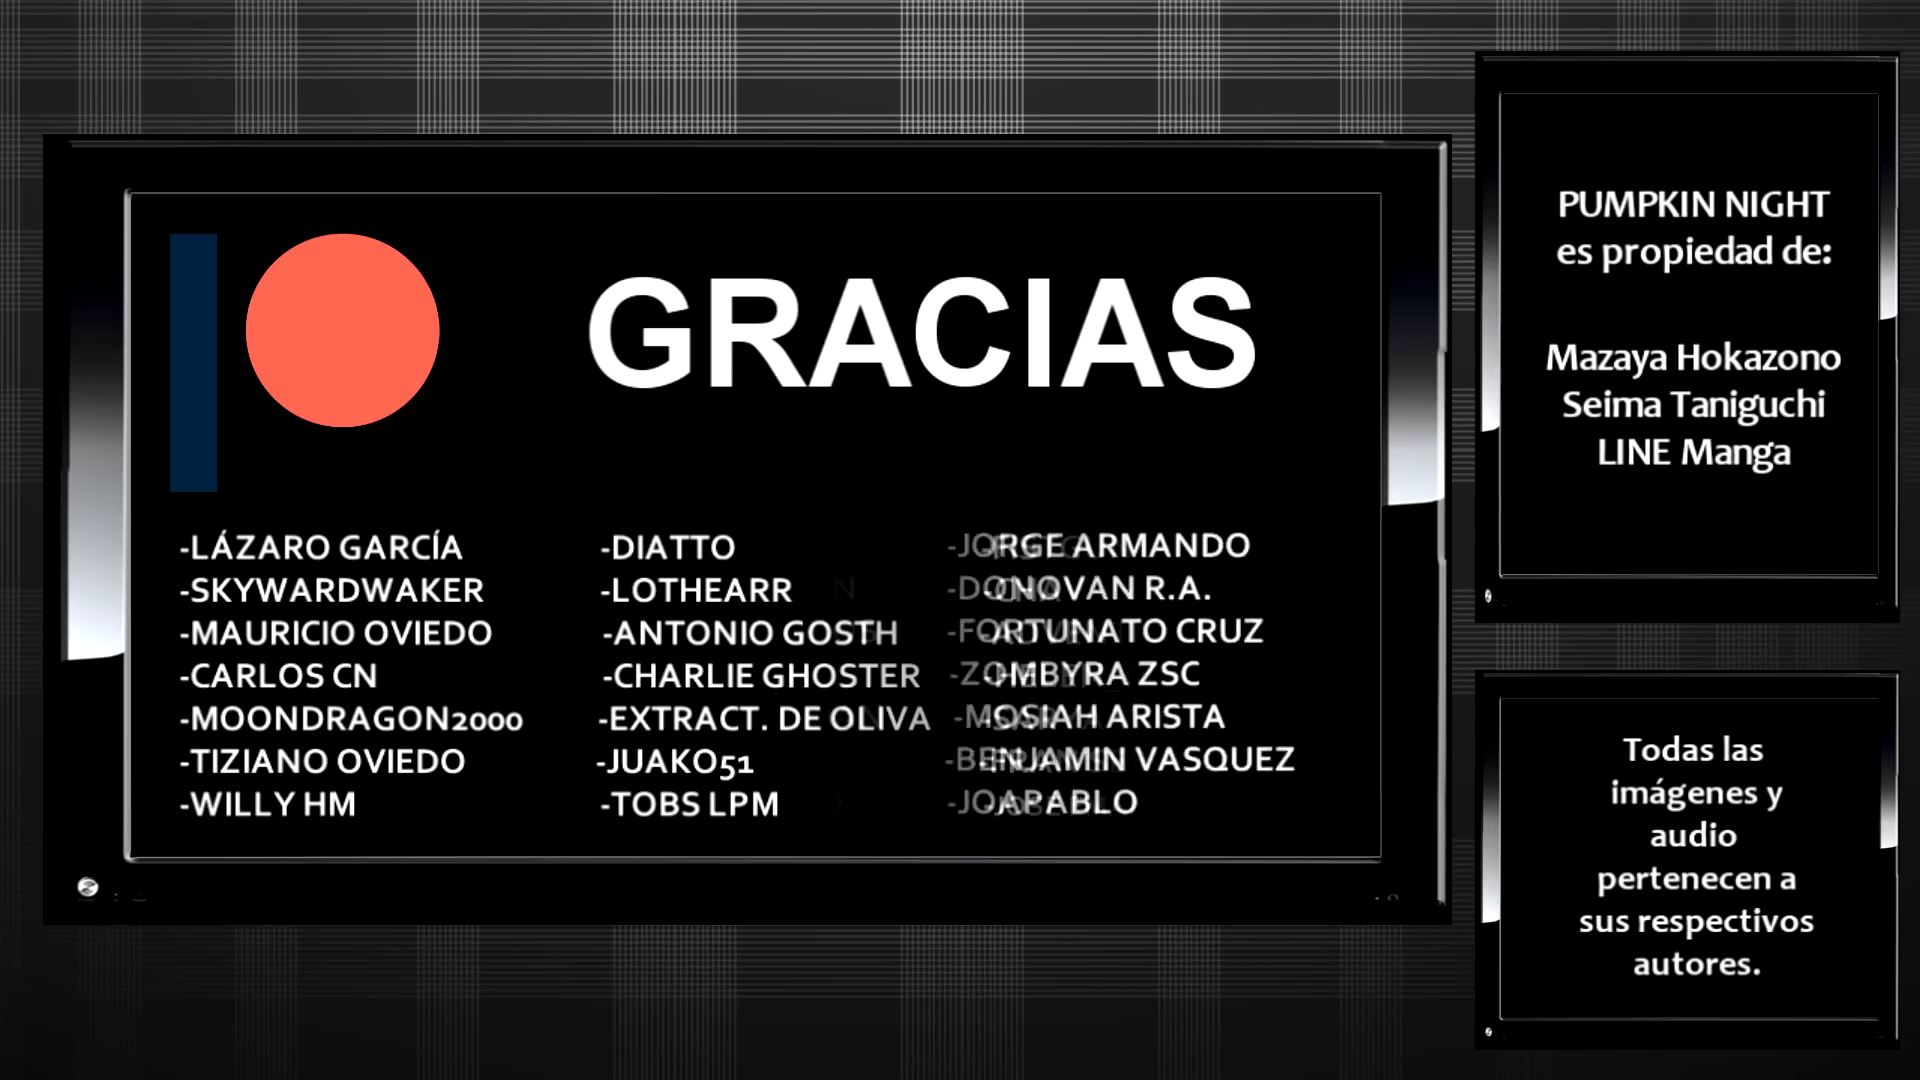 GRACIAS
-LÁZARO GARCÍA
-SKYWARDWAKER
-MAURICIO OVIEDO
-CARLOS CN
-MOONDRAGON2000
-TIZIANO OVIEDO
-WILLY HM
-DIATTO
-LOTHEARR
-ANTONIO GOSTH
-CHARLIE GHOSTER
-EXTRACT. DE OLIVA
-JUAKO51
-TOBS LPM
-JORGE ARMANDO
-DONOVAN R.A.
-FORTUNATO CRUZ
-ZOMBYRA ZSC
-MOSIAH ARISTA
-BENJAMIN VASQUEZ
PUMPKIN NIGHT
es propiedad de:
Mazaya Hokazono
Seima Taniguchi
LINE Manga
Todas las
imágenes y
audio
pertenecen a
sus respectivos
autores.